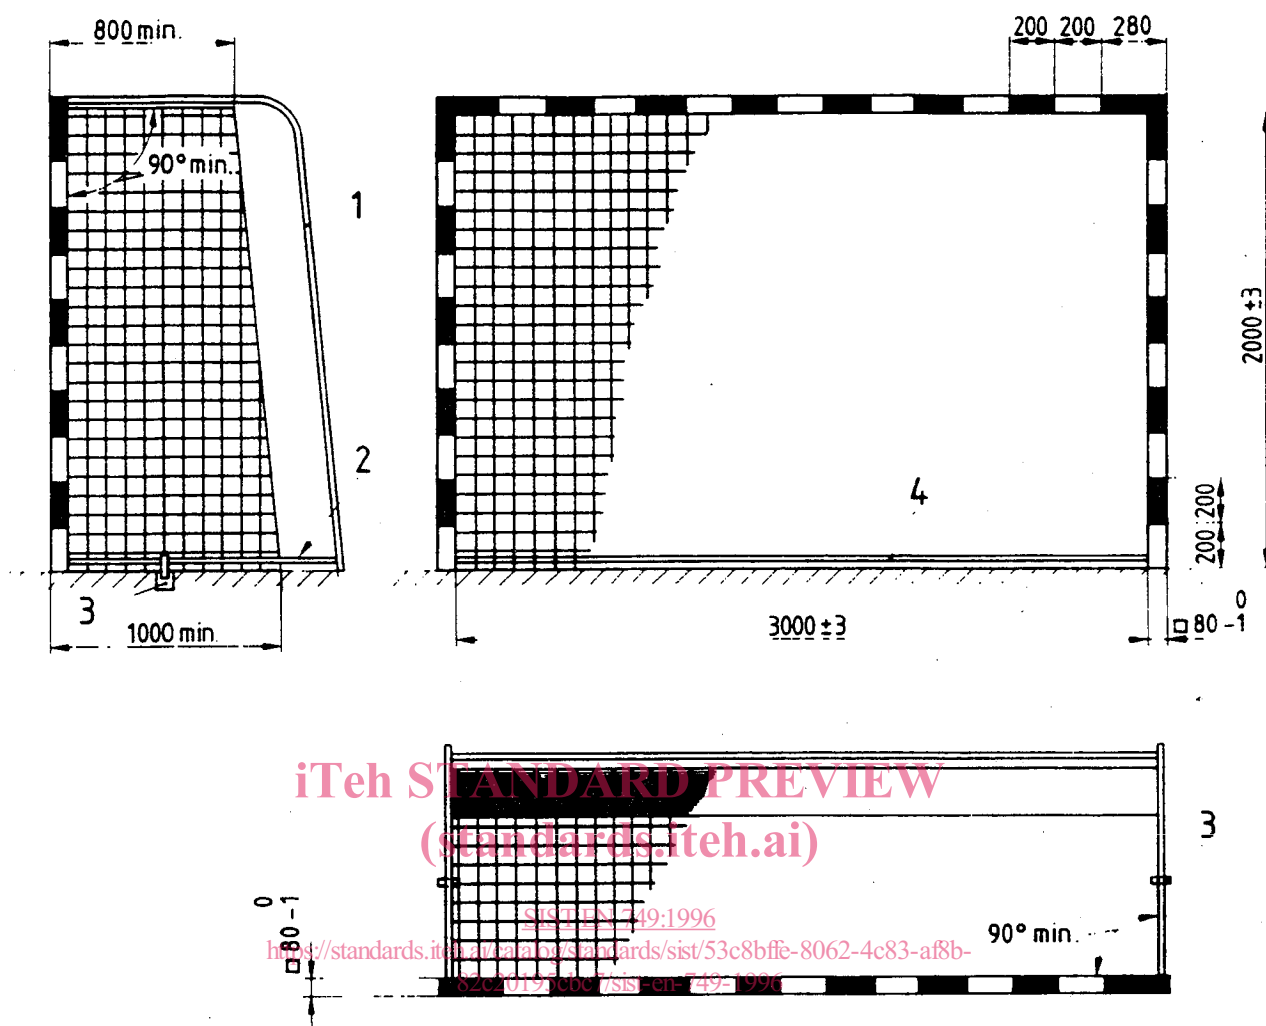 800 min.
200 200 280
90° min.
1
2000 ±3
2
4
200
200
3
1000 min.
3000 ±3
□ 80 0 -1
iTeh STANDARD PREVIEW
(standards.iteh.ai)
3
SIST EN 749:1996
□ 80 0 -1
90° min.
https://standards.iteh.ai/catalog/standards/sist/53c8bffe-8062-4c83-af8b-
82c20195cbc7/sist-en-749-1996